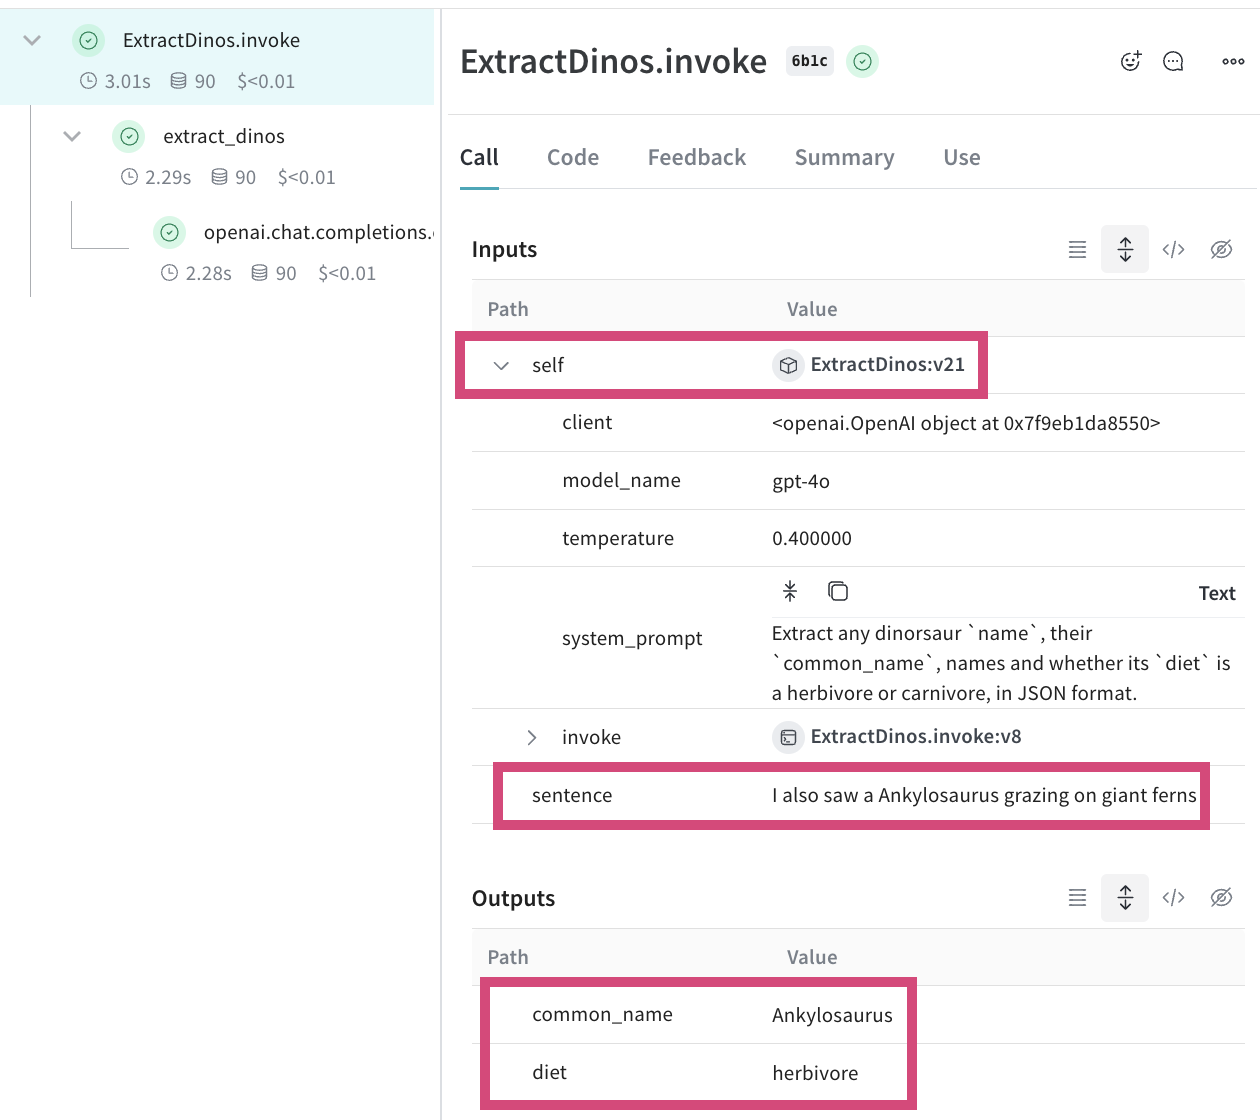 ExtractDinos.invoke
3.01s 90 $<0.01
extract_dinos
2.29s 90 $<0.01
openai.chat.completions.
2.28s 90 $<0.01
ExtractDinos.invoke 6b1c
Call Code Feedback Summary Use
Inputs
Path Value
self ExtractDinos:v21
client <openai.OpenAI object at 0x7f9eb1da8550>
model_name gpt-4o
temperature 0.400000
Text
system_prompt
Extract any dinorsaur `name`, their
`common_name`, names and whether its `diet` is
a herbivore or carnivore, in JSON format.
invoke ExtractDinos.invoke:v8
sentence I also saw a Ankylosaurus grazing on giant ferns
Outputs
Path Value
common_name Ankylosaurus
diet herbivore